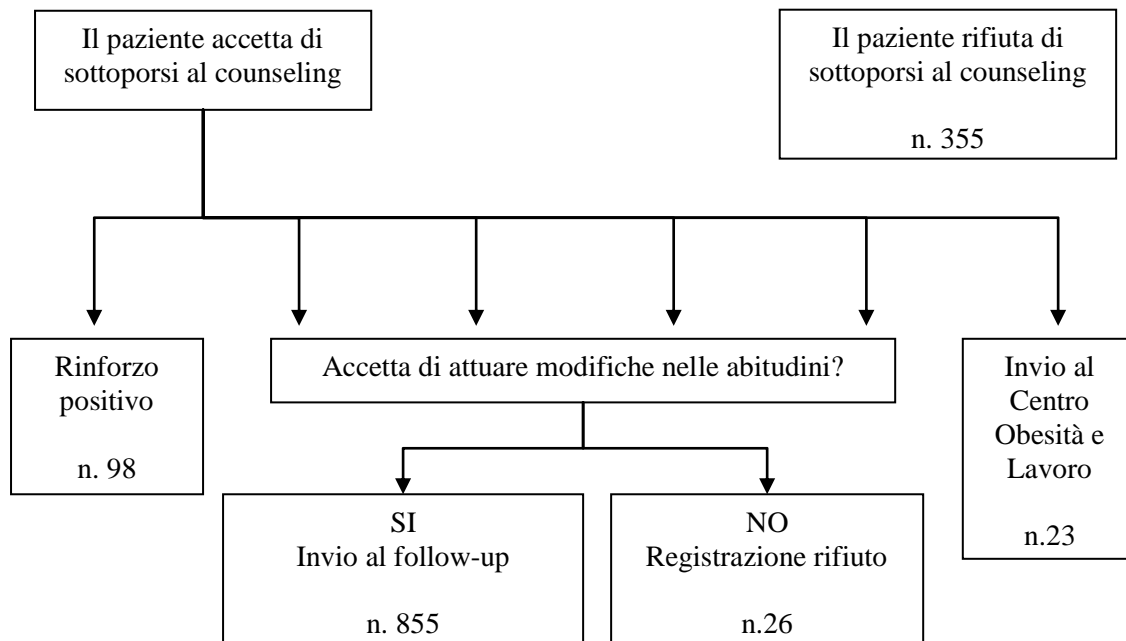 Il paziente accetta di
sottoporsi al counseling
Il paziente rifiuta di
sottoporsi al counseling
n. 355
Rinforzo
positivo
n. 98
Accetta di attuare modifiche nelle abitudini?
Invio al
Centro
Obesità e
Lavoro
n.23
SI
Invio al follow-up
n. 855
NO
Registrazione rifiuto
n.26